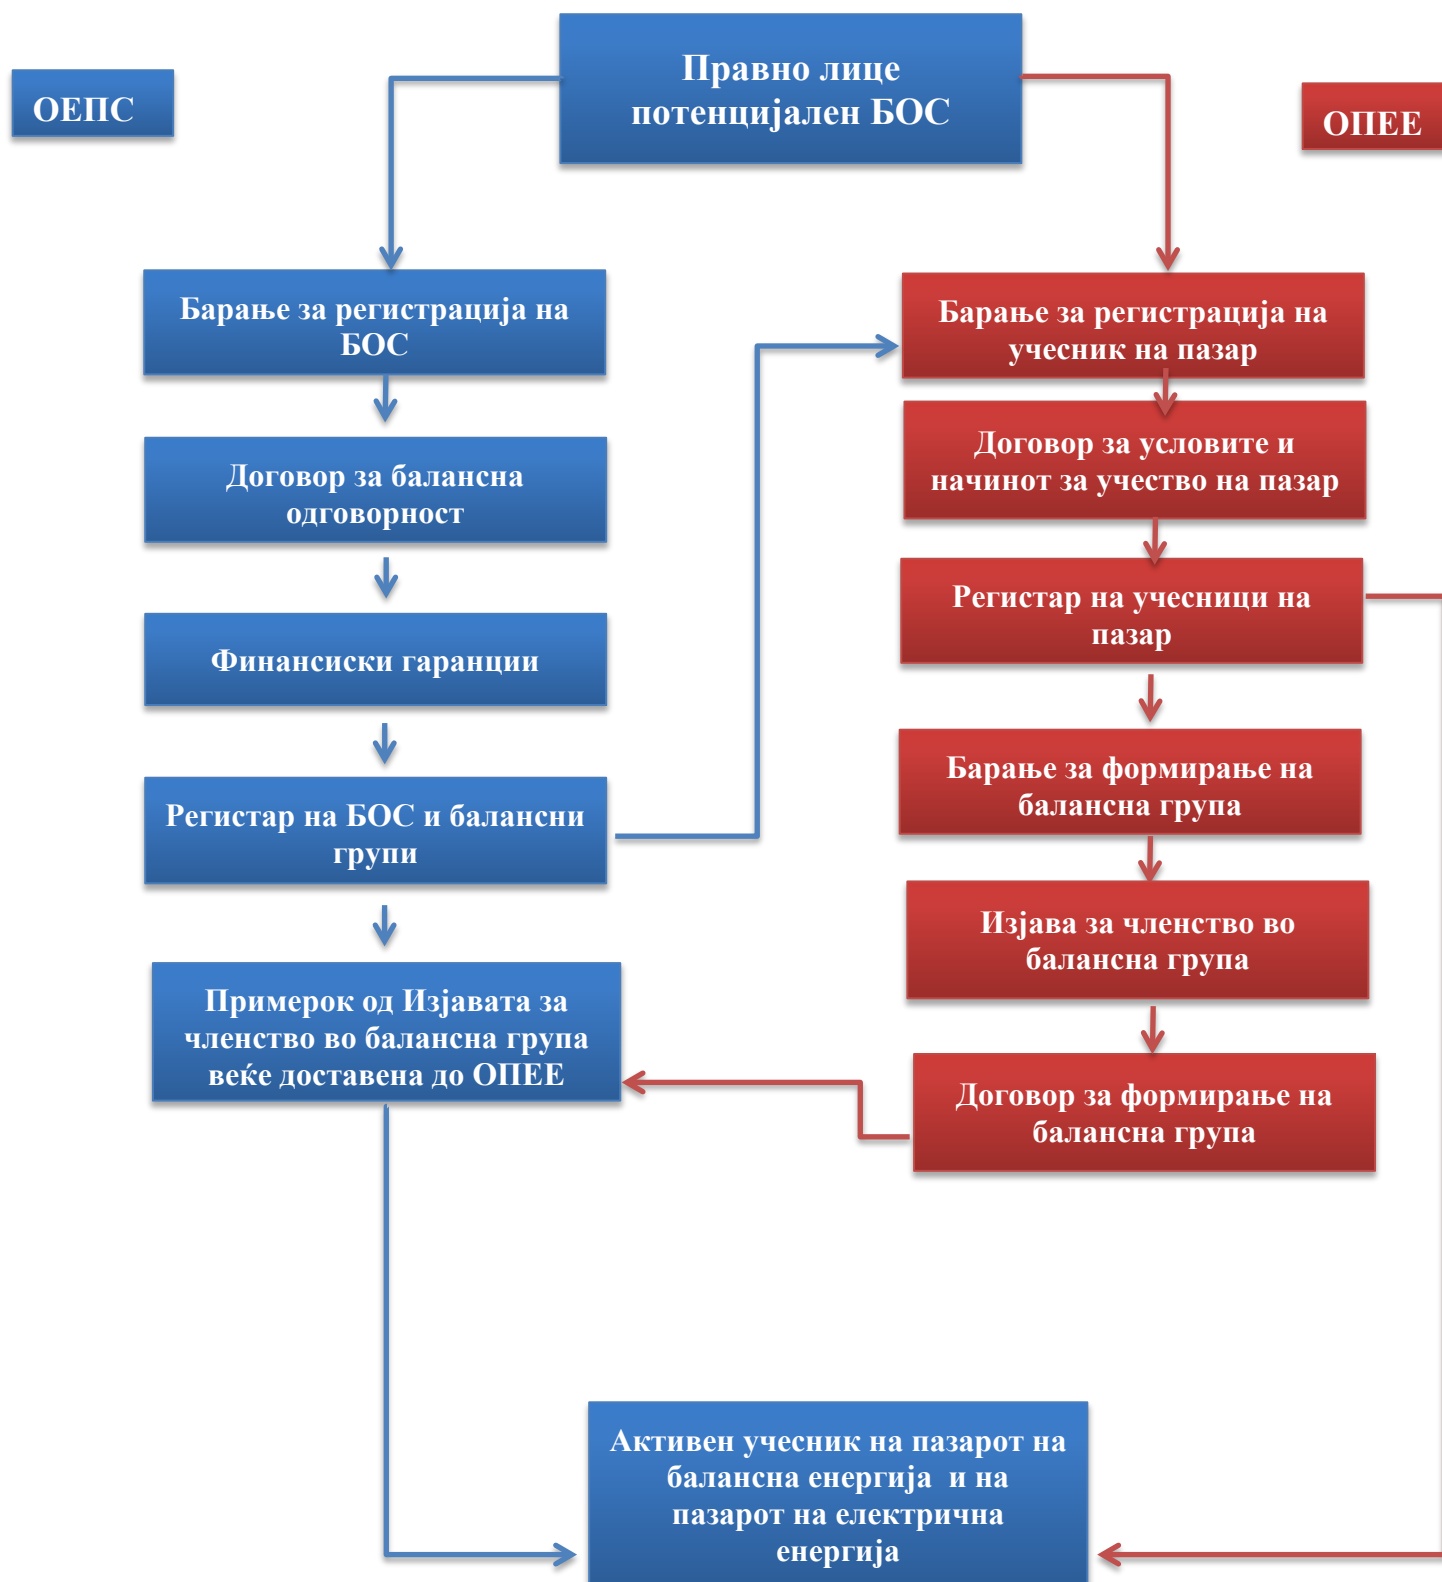 Правно лице
потенцијален БОС
ОЕПС
ОПЕЕ
Барање за регистрација на
БОС
Договор за балансна
одговорност
Финансиски гаранции
Регистар на БОС и балансни
групи
Примерок од Изјавата за
членство во балансна група
веќе доставена до ОПЕЕ
Барање за регистрација на
учесник на пазар
Договор за условите и
начинот за учество на пазар
Регистар на учесници на
пазар
Барање за формирање на
балансна група
Изјава за членство во
балансна група
Договор за формирање на
балансна група
Активен учесник на пазарот на
балансна енергија и на
пазарот на електрична
енергија